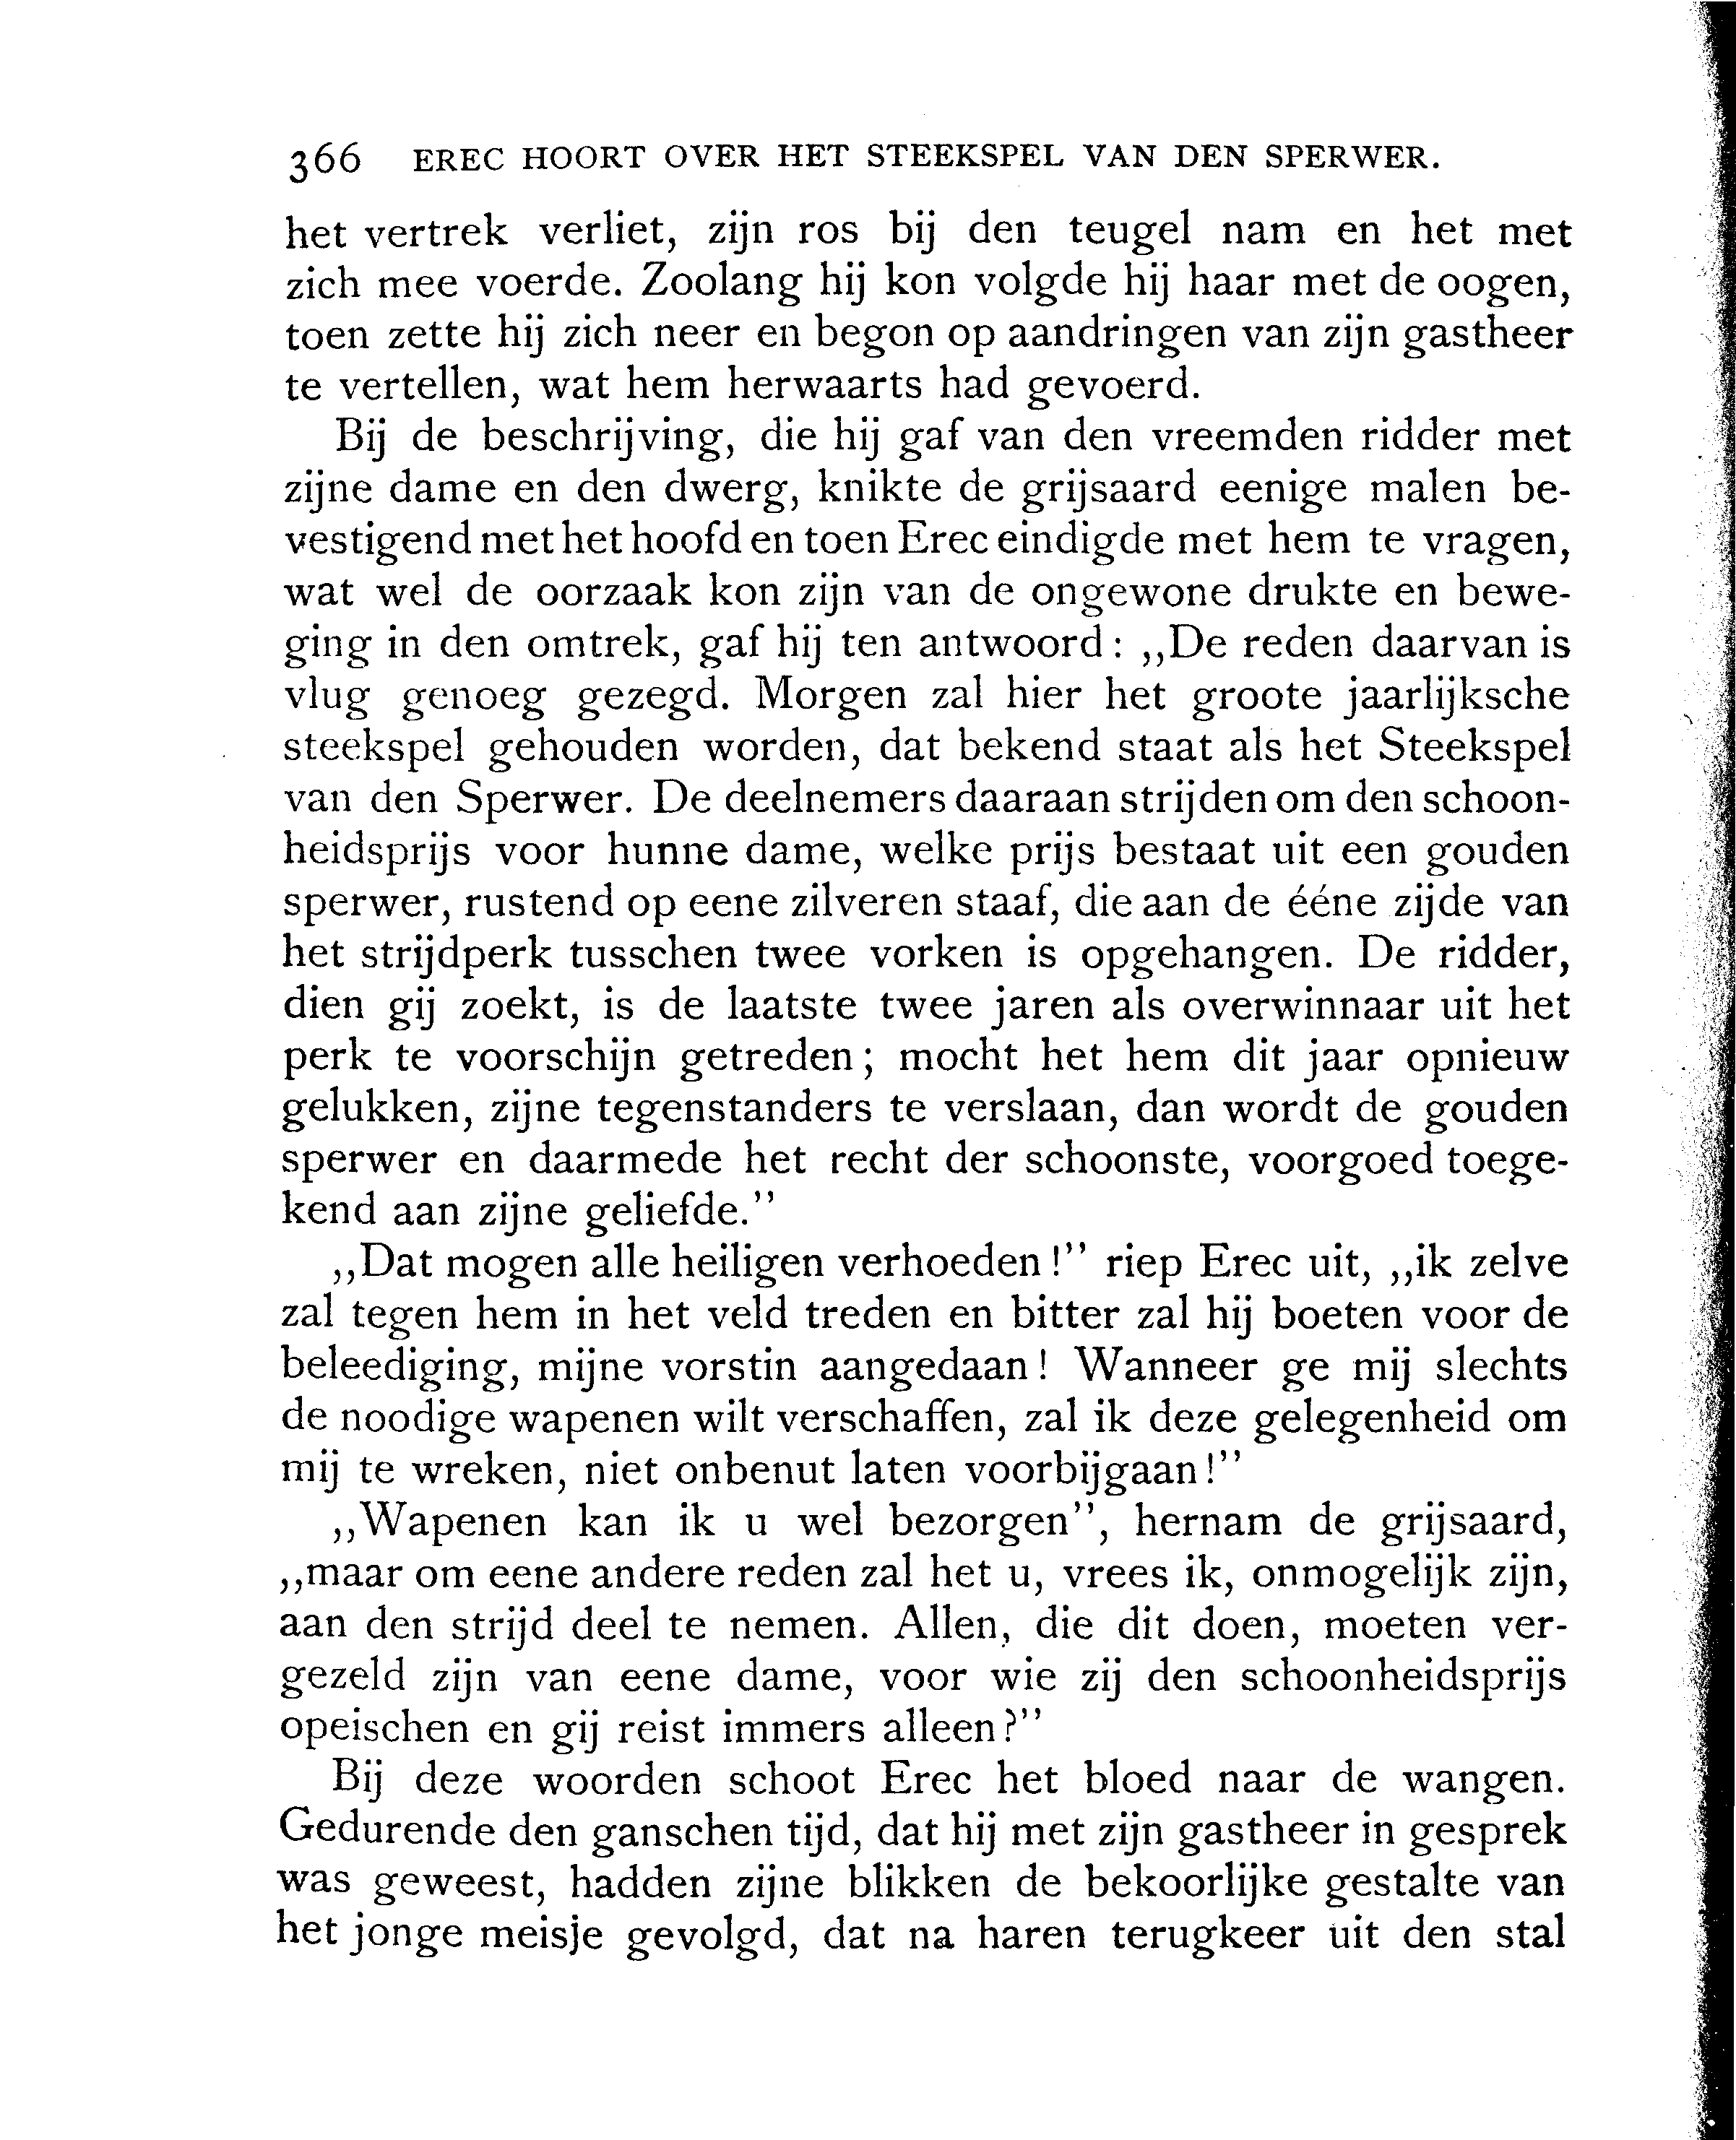 366 EREC HOORT OVER HET STEEKSPEL VAN DEN SPERWER.
het vertrek verliet, zijn ros bij den teugel nam en het met
zich mee voerde. Zoolang hij kon volgde hij haar met de oogen,
toen zette hij zich neer en begon op aandringen van zijn gastheer
te vertellen, wat hem herwaarts had gevoerd.
Bij de beschrijving, die hij gaf van den vreemden ridder met
zijne dame en den dwerg, knikte de grijsaard eenige malen be-
vestigend met het hoofd en toen Erec eindigde met hem te vragen,
wat wel de oorzaak kon zijn van de ongewone drukte en bewe-
ging in den omtrek, gaf hij ten antwoord: ,,De reden daarvan is
vlug genoeg gezegd. Morgen zal hier het groote jaarlijksche
steekspel gehouden worden, dat bekend staat als het Steekspel
van den Sperwer. De deelnemers daaraan strijden om den schoon-
heidsprijs voor hunne dame, welke prijs bestaat uit een gouden
sperwer, rustend op eene zilveren staaf, die aan de ééne zijde van
het strijdperk tusschen twee vorken is opgehangen. De ridder,
dien gij zoekt, is de laatste twee jaren als overwinnaar uit het
perk te voorschijn getreden; mocht het hem dit jaar opnieuw
gelukken, zijne tegenstanders te verslaan, dan wordt de gouden
sperwer en daarmede het recht der schoonste, voorgoed toege-
kend aan zijne geliefde.''
,,Dat mogen alle heiligen verhoeden!'' riep Erec uit, ,,ik zelve
zal tegen hem in het veld treden en bitter zal hij boeten voor de
beleediging, mijne vorstin aangedaan! Wanneer ge mij slechts
de noodige wapenen wilt verschaffen, zal ik deze gelegenheid om
mij te wreken, niet onbenut laten voorbijgaan!''
,,Wapenen kan ik u wel bezorgen'', hernam de grijsaard,
,,maar om eene andere reden zal het u, vrees ik, onmogelijk zijn,
aan den strijd deel te nemen. Allen, die dit doen, moeten ver-
gezeld zijn van eene dame, voor wie zij den schoonheidsprijs
opeischen en gij reist immers alleen?''
Bij deze woorden schoot Erec het bloed naar de wangen.
Gedurende den ganschen tijd, dat hij met zijn gastheer in gesprek
was geweest, hadden zijne blikken de bekoorlijke gestalte van
het jonge meisje gevolgd, dat na haren terugkeer uit den stal